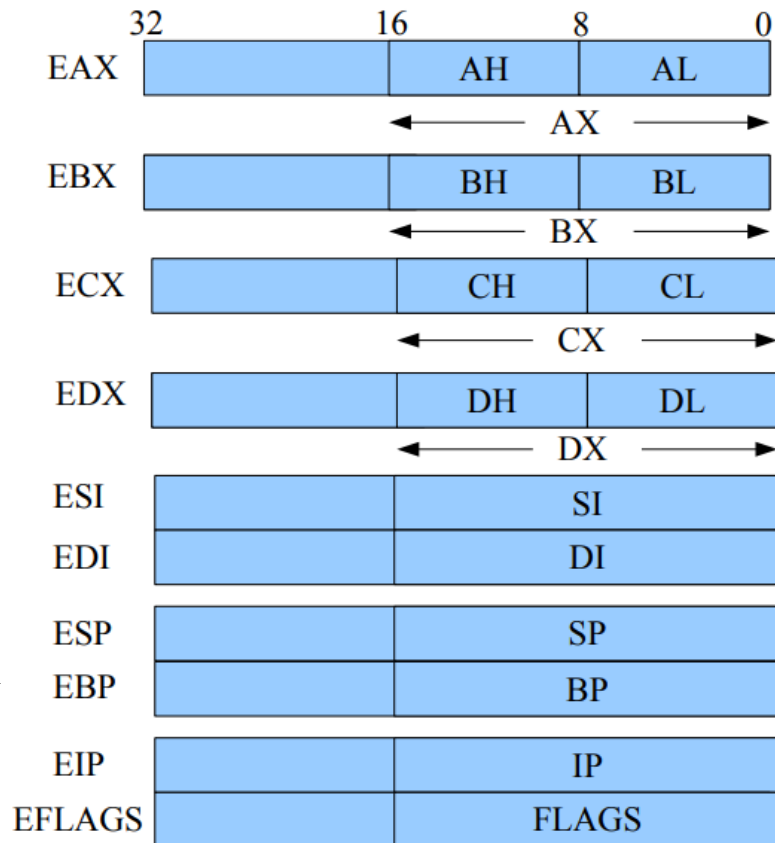 32 16 8 0
EAX AH AL
AX
EBX BH BL
BX
ECX CH CL
CX
EDX DH DL
DX
ESI SI
EDI DI
ESP SP
EBP BP
EIP IP
EFLAGS FLAGS